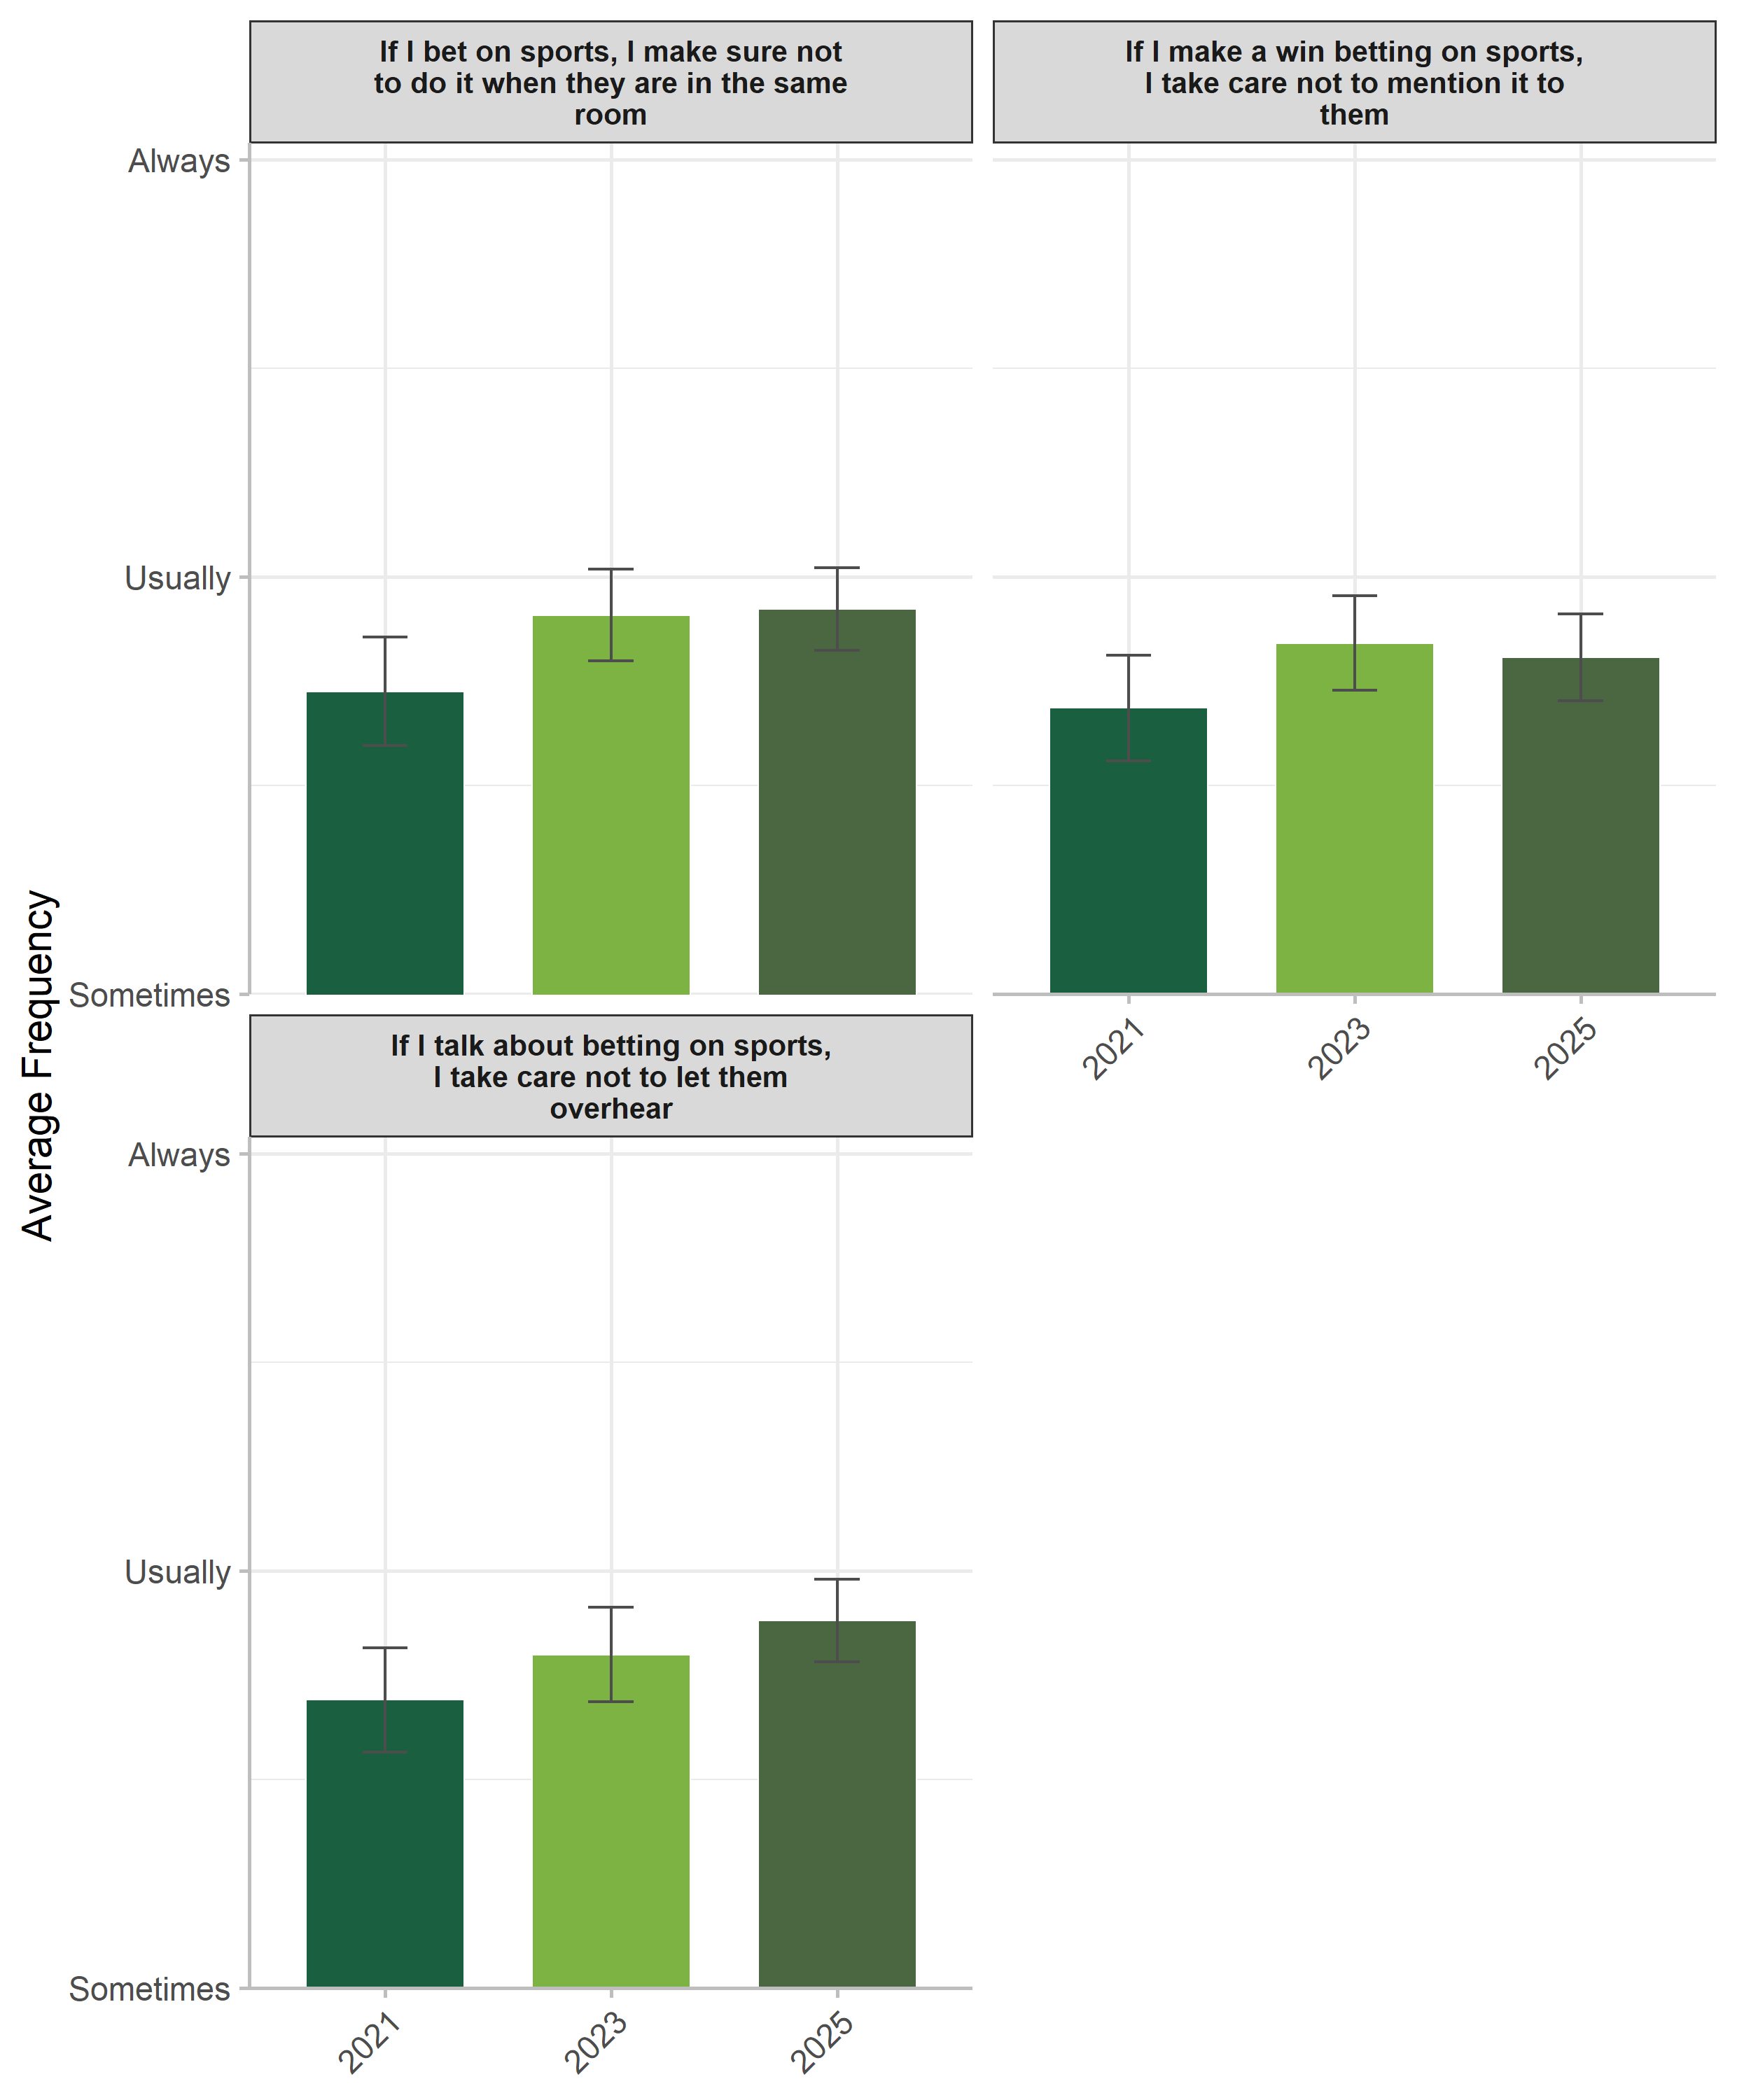 If I bet on sports, I make sure not
to do it when they are in the same
room
If I make a win betting on sports,
I take care not to mention it to
them
Always
Usually
Sometimes
2021
2023
2025
If I talk about betting on sports,
I take care not to let them
overhear
Always
Usually
Sometimes
2021
2023
2025
Average Frequency